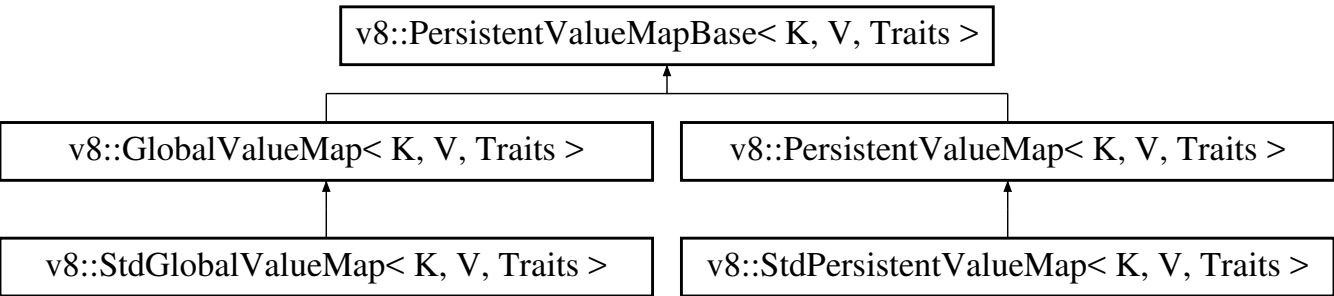 v8::PersistentValueMapBase< K, V, Traits >
v8::GlobalValueMap< K, V, Traits >
v8::PersistentValueMap< K, V, Traits >
v8::StdGlobalValueMap< K, V, Traits >
v8::StdPersistentValueMap< K, V, Traits >